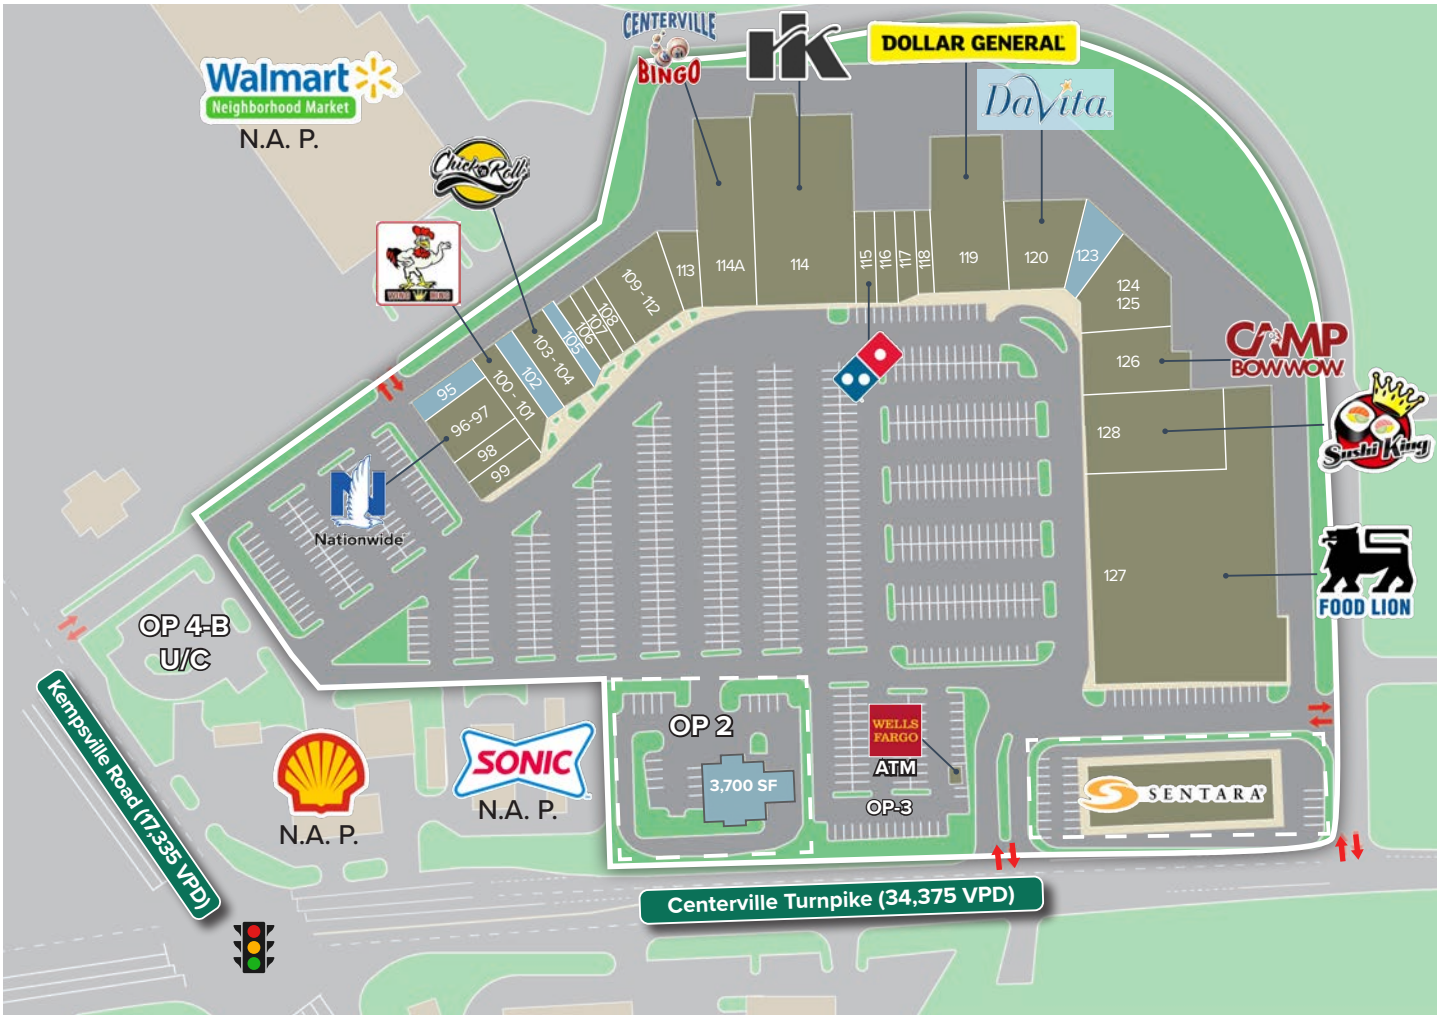 CENTERVILLE
BINGO
DOLLAR GENERAL
DaVita
Walmart
Neighborhood Market
N.A. P.
Chick n Roll's
WING KING
114A
114
115
116
117
118
119
120
123
124
125
113
109 - 112
108
107
106
105
103 - 104
102
100 - 101
95
96-97
98
99
126
CAMP
BOW WOW
128
Sushi King
127
FOOD LION
N
Nationwide
OP 4-B
U/C
OP 2
3,700 SF
WELLS
FARGO
ATM
OP-3
SENTARA
SONIC
N.A. P.
N.A. P.
Kempsville Road (17,335 VPD)
Centerville Turnpike (34,375 VPD)